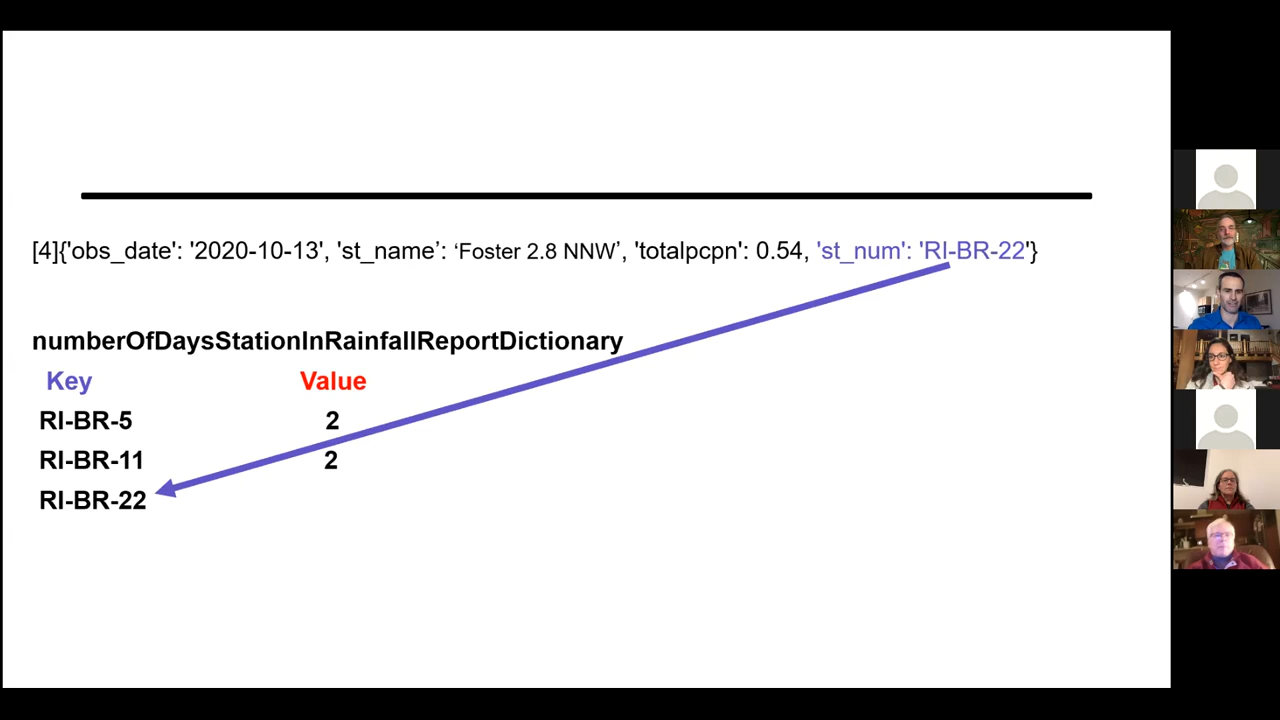 [4]{'obs_date': '2020-10-13', 'st_name’: ‘Foster 2.8 NNW’, 'totalpcpn': 0.54, 'st_num': 'RI-BR-22'}
numberOfDaysStationInRainfallReportDictionary
Key Value
RI-BR-5 2
RI-BR-11 2
RI-BR-22